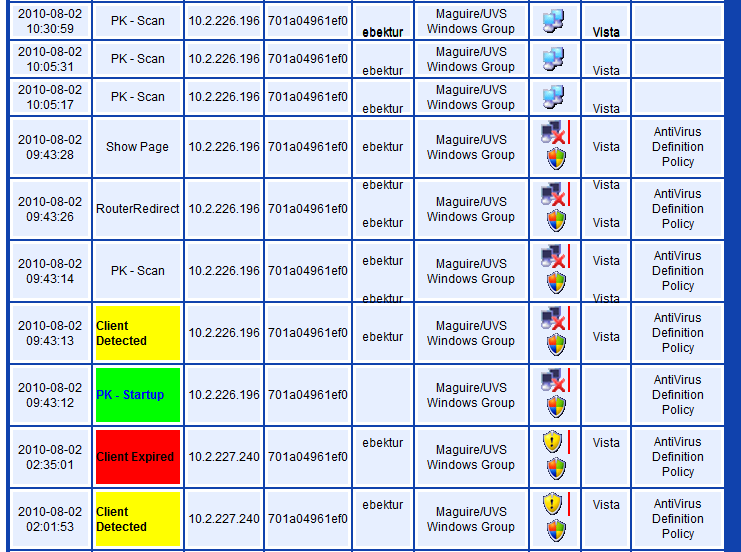 2010-08-02 10:30:59 PK - Scan 10.2.226.196 701a04961ef0 ebektur Maguire/UVS Windows Group Vista
2010-08-02 10:05:31 PK - Scan 10.2.226.196 701a04961ef0 ebektur Maguire/UVS Windows Group Vista
2010-08-02 10:05:17 PK - Scan 10.2.226.196 701a04961ef0 ebektur Maguire/UVS Windows Group Vista
2010-08-02 09:43:28 Show Page 10.2.226.196 701a04961ef0 ebektur Maguire/UVS Windows Group Vista AntiVirus Definition Policy
2010-08-02 09:43:26 RouterRedirect 10.2.226.196 701a04961ef0 ebektur ebektur Maguire/UVS Windows Group Vista Vista AntiVirus Definition Policy
2010-08-02 09:43:14 PK - Scan 10.2.226.196 701a04961ef0 ebektur ebektur Maguire/UVS Windows Group Vista Vista AntiVirus Definition Policy
2010-08-02 09:43:13 Client Detected 10.2.226.196 701a04961ef0 ebektur Maguire/UVS Windows Group Vista AntiVirus Definition Policy
2010-08-02 09:43:12 PK - Startup 10.2.226.196 701a04961ef0 Maguire/UVS Windows Group AntiVirus Definition Policy
2010-08-02 02:35:01 Client Expired 10.2.227.240 701a04961ef0 ebektur Maguire/UVS Windows Group Vista AntiVirus Definition Policy
2010-08-02 02:01:53 Client Detected 10.2.227.240 701a04961ef0 ebektur Maguire/UVS Windows Group Vista AntiVirus Definition Policy